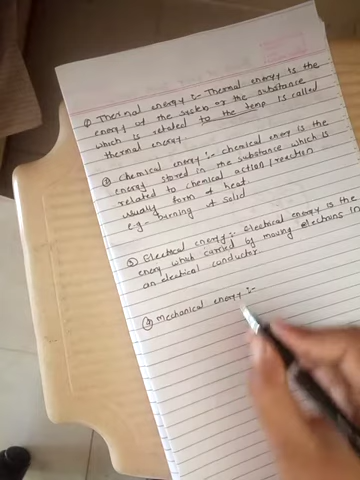 ① Thermal energy :- Thermal energy is the
energy of the system or the substance
which is related to the temp is called
thermal energy.
② Chemical energy :- chemical energy is the
energy stored in the substance which is
related to chemical action / reaction
usually form of heat.
e.g - burning of solid
③ Electrical energy :- Electrical energy is the
energy which carried by moving electrons in
an electrical conductor.
④ Mechanical energy :-